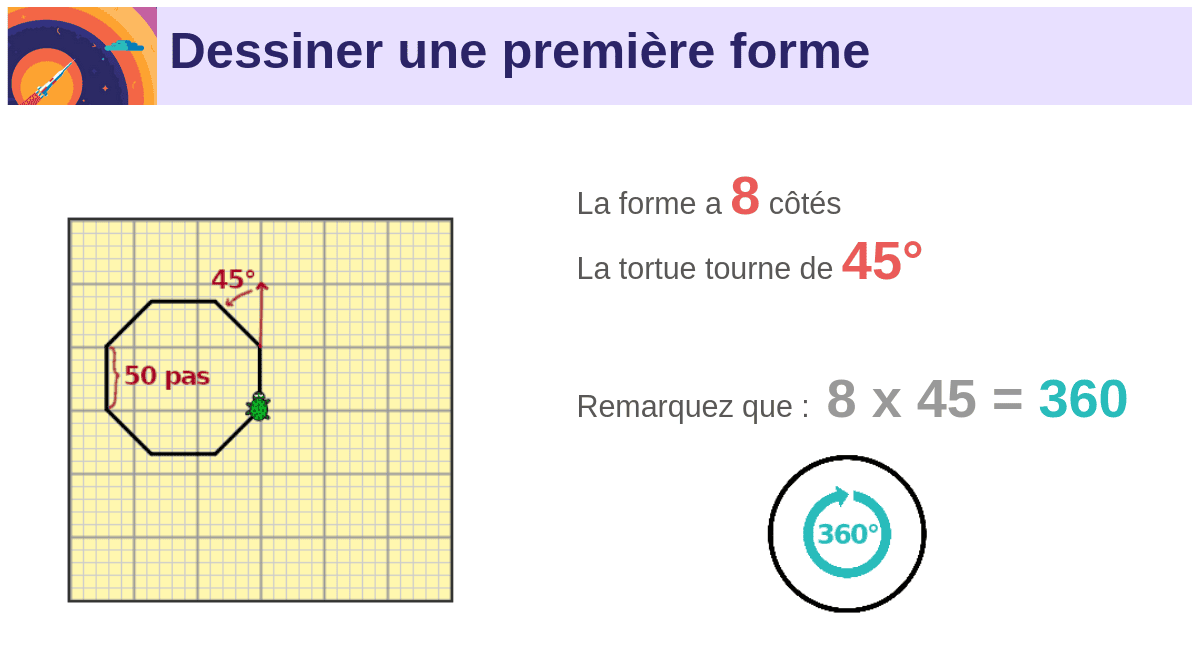 Dessiner une première forme
La forme a 8 côtés
La tortue tourne de 45°
45°
50 pas
Remarquez que : 8 x 45 = 360
360°